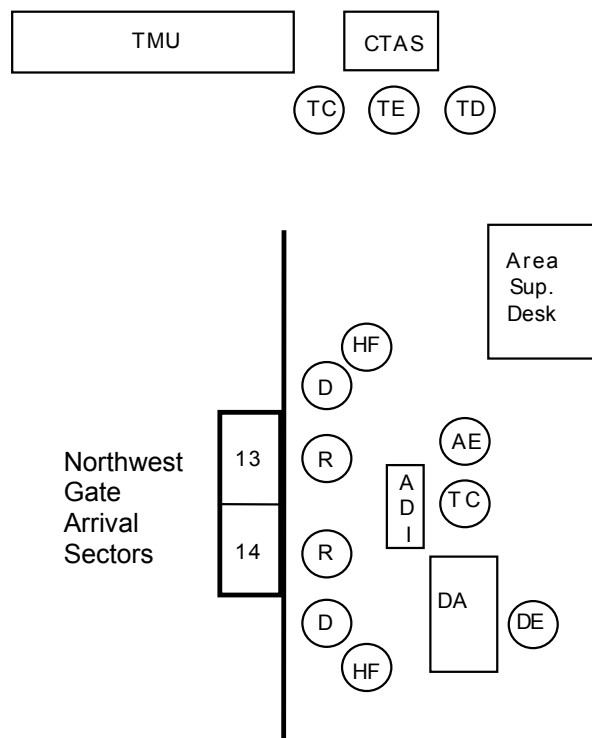 TMU
CTAS
TC
TE
TD
Area
Sup.
Desk
HF
D
Northwest
Gate
Arrival
Sectors
13
R
AE
A
D
I
TC
14
R
DA
D
DE
HF